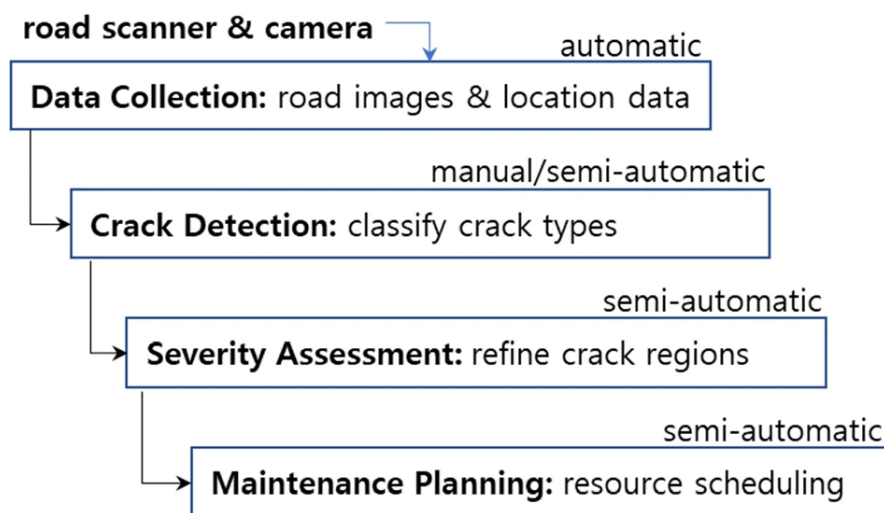 road scanner & camera
automatic
Data Collection: road images & location data
manual/semi-automatic
Crack Detection: classify crack types
semi-automatic
Severity Assessment: refine crack regions
semi-automatic
Maintenance Planning: resource scheduling